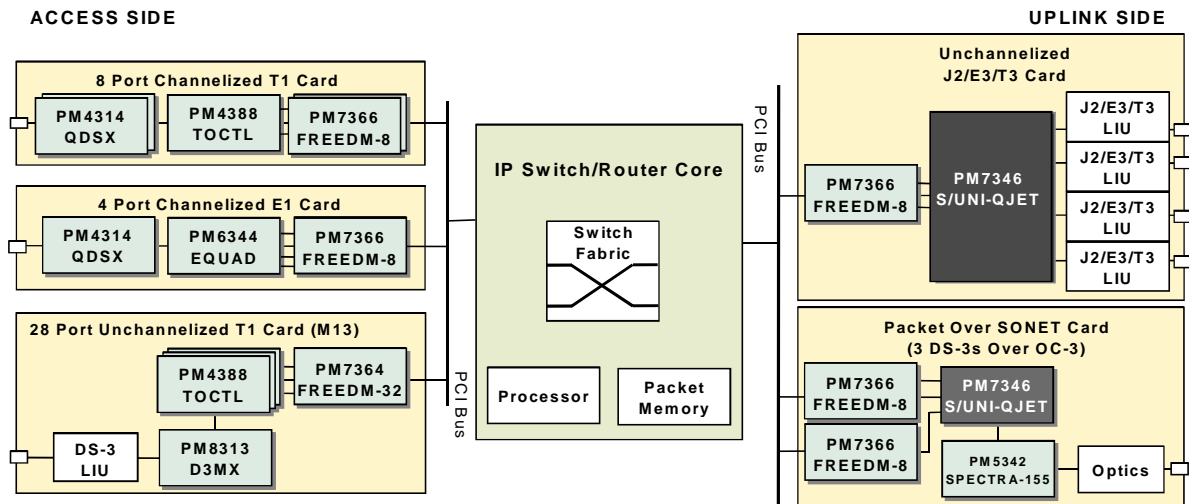 ACCESS SIDE
UPLINK SIDE
8 Port Channelized T1 Card
PM4314
QDSX
PM4388
TOCTL
PM7366
FREEDM-8
4 Port Channelized E1 Card
PM4314
QDSX
PM6344
EQUAD
PM7366
FREEDM-8
28 Port Unchannelized T1 Card (M13)
PM4388
TOCTL
PM7364
FREEDM-32
DS-3
LIU
PM8313
D3MX
PCI Bus
IP Switch/Router Core
Switch
Fabric
Processor
Packet
Memory
PCI Bus
Unchannelized
J2/E3/T3 Card
PM7366
FREEDM-8
PM7346
S/UNI-QJET
J2/E3/T3
LIU
J2/E3/T3
LIU
J2/E3/T3
LIU
J2/E3/T3
LIU
Packet Over SONET Card
(3 DS-3s Over OC-3)
PM7366
FREEDM-8
PM7366
FREEDM-8
PM7346
S/UNI-QJET
PM5342
SPECTRA-155
Optics